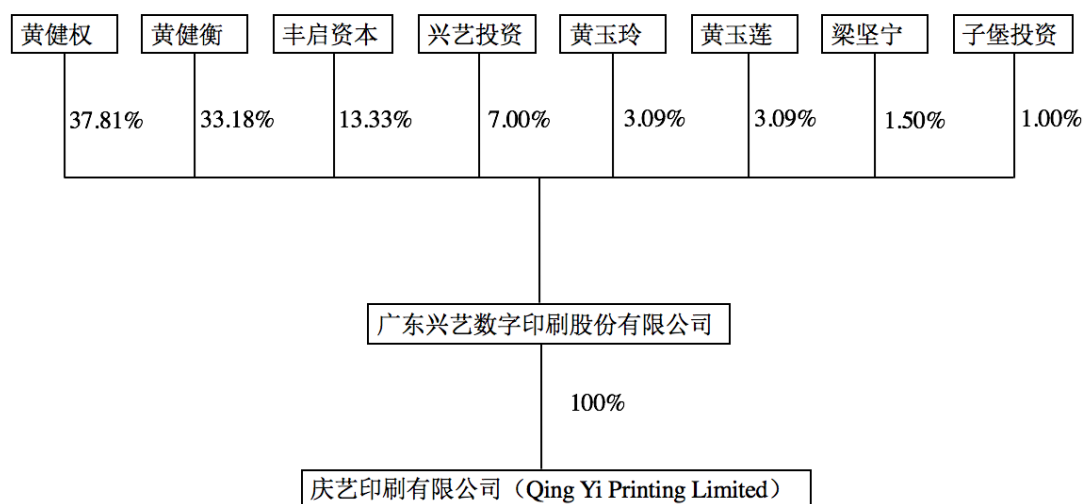 黄健权 黄健衡 丰启资本 兴艺投资 黄玉玲 黄玉莲 梁坚宁 子堡投资
37.81% 33.18% 13.33% 7.00% 3.09% 3.09% 1.50% 1.00%
广东兴艺数字印刷股份有限公司
100%
庆艺印刷有限公司（Qing Yi Printing Limited）